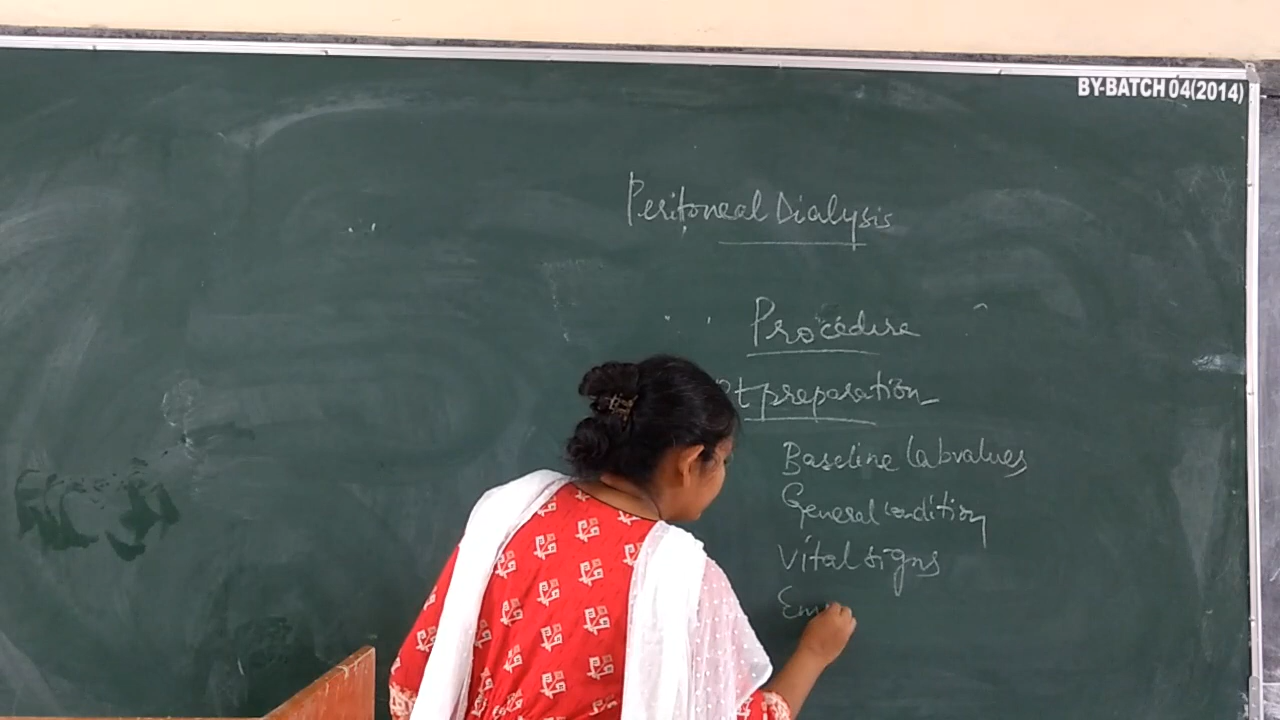 BY-BATCH 04(2014)
Peritoneal Dialysis
Procedure
Pt preparation
Baseline lab values
General condition
Vital signs